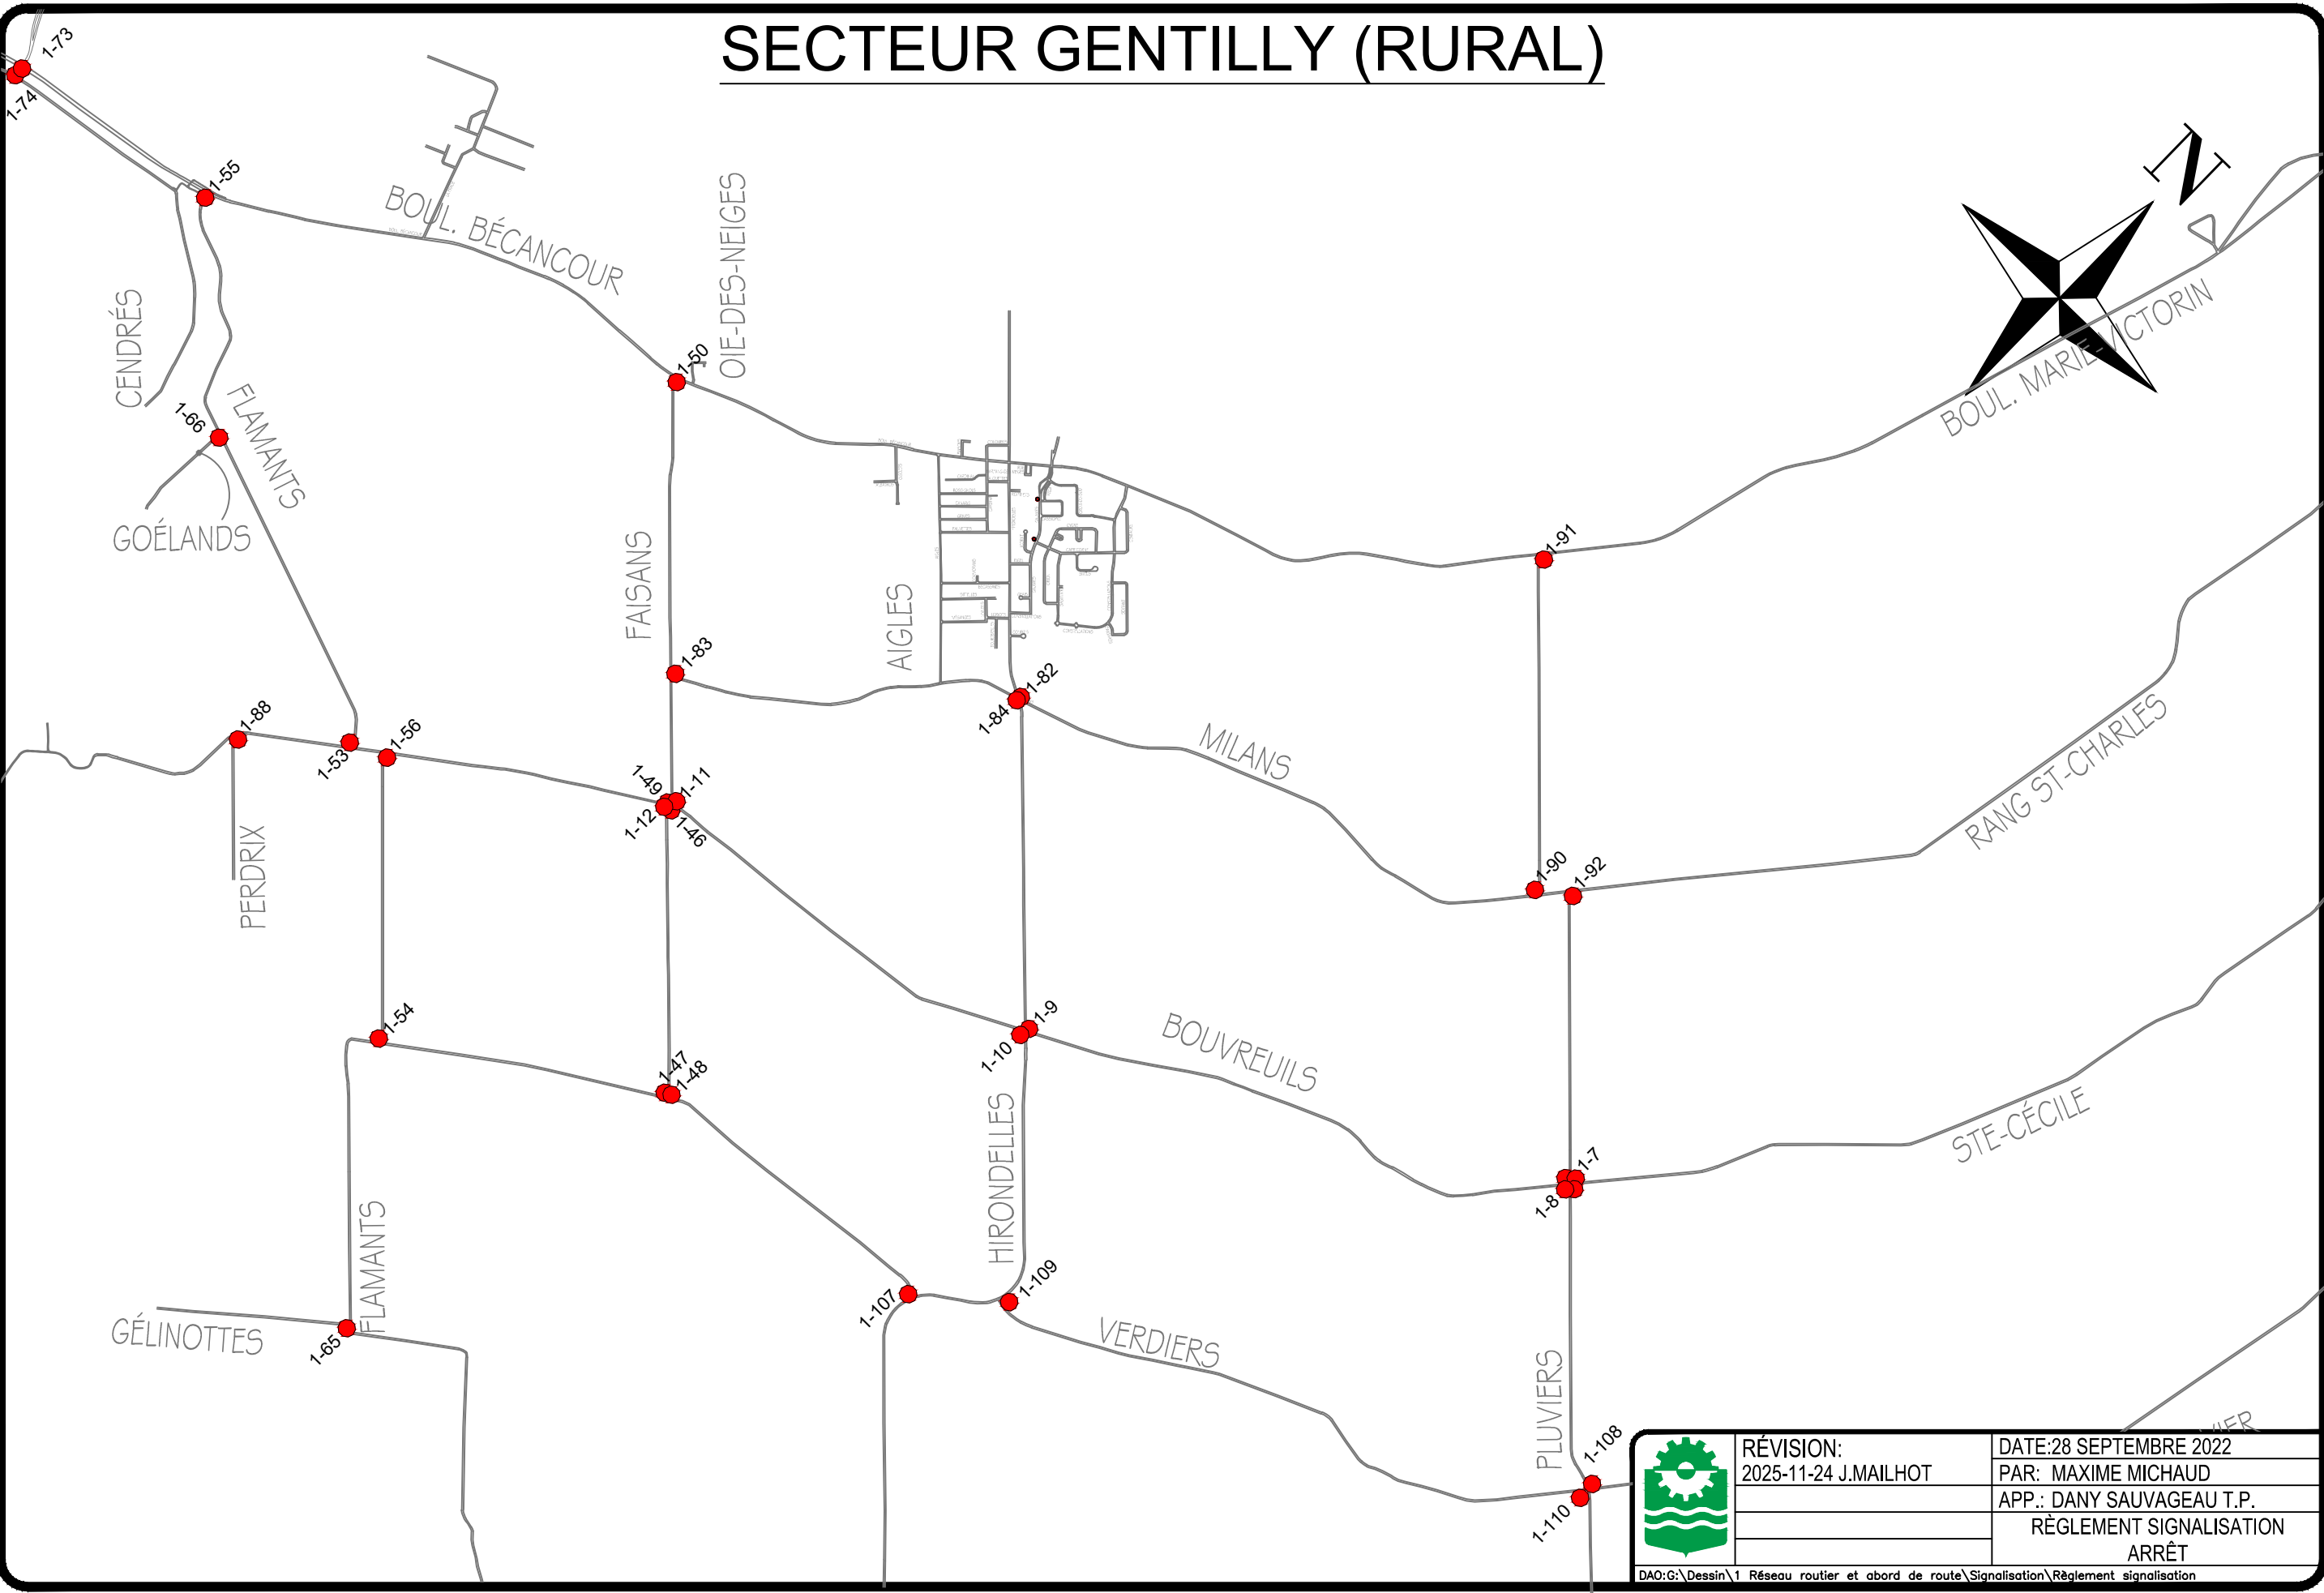 SECTEUR GENTILLY (RURAL)
1-73
1-74
1-55
BOUL. BÉCANCOUR
OIE-DES-NEIGES
N
CENDRÉS
FLAMANTS
1-66
GOÉLANDS
1-50
BOUL. MARIE-VICTORIN
FAISANS
AIGLES
1-91
1-83
1-82
1-84
1-88
1-53
1-56
MILANS
RANG ST-CHARLES
1-49
1-11
1-12
1-46
PERDRIX
1-90
1-92
1-54
1-9
1-10
BOUVREUILS
1-47
1-48
HIRONDELLES
STE-CÉCILE
1-7
1-8
FLAMANTS
GÉLINOTTES
1-65
1-107
1-109
VERDIERS
PLUVIERS
1-108
1-110
RÉVISION:
2025-11-24 J.MAILHOT
DATE:28 SEPTEMBRE 2022
PAR: MAXIME MICHAUD
APP.: DANY SAUVAGEAU T.P.
RÈGLEMENT SIGNALISATION
ARRÊT
DAO:G:\Dessin\1 Réseau routier et abord de route\Signalisation\Règlement signalisation